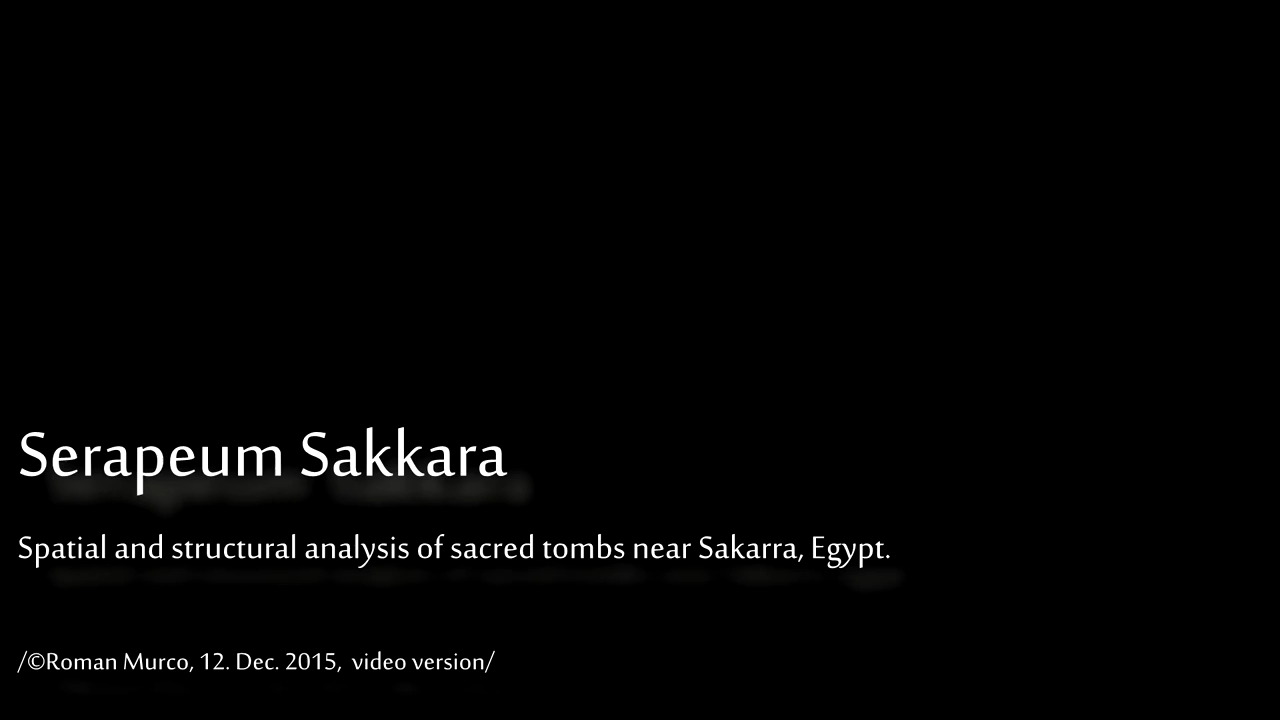 Serapeum Sakkara
Spatial and structural analysis of sacred tombs near Sakarra, Egypt.
/©Roman Murco, 12. Dec. 2015,  video version/